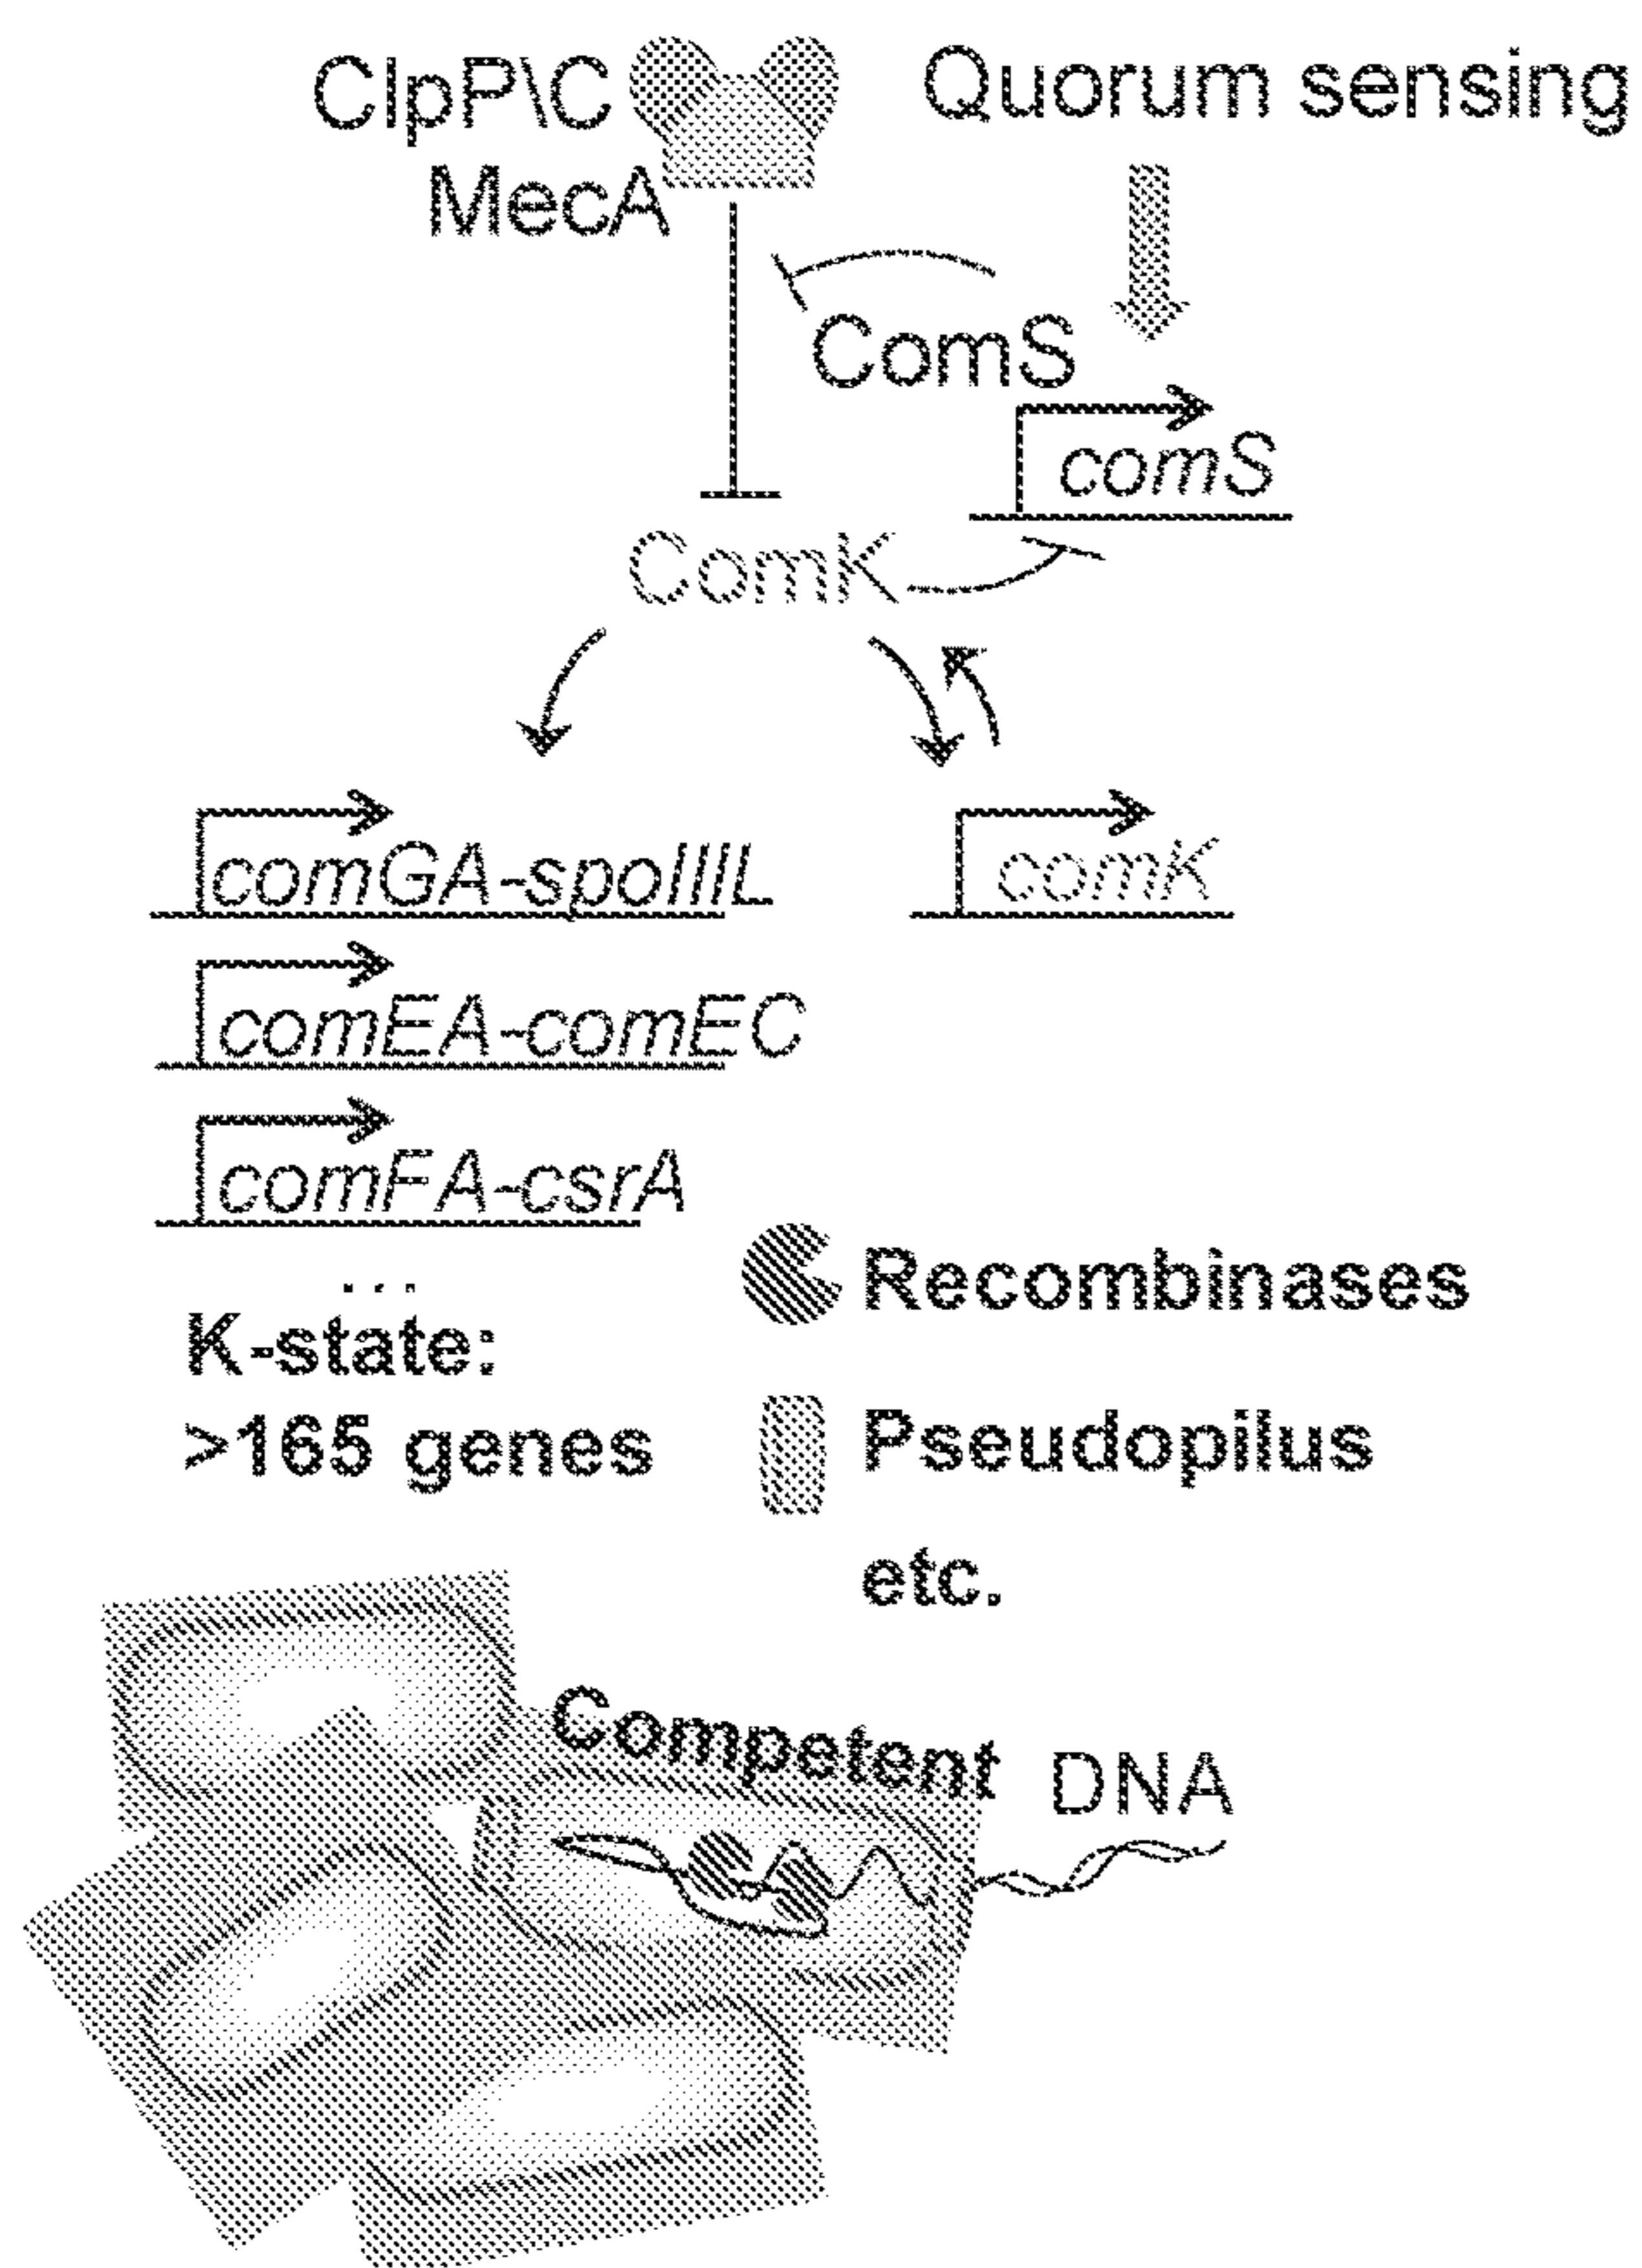 ClpP\C
Quorum sensing
MecA
ComS
comS
ComK
comGA-spoIIIL
comK
comEA-comEC
comFA-csrA
...
Recombinases
K-state:
>165 genes
Pseudopilus
etc.
Competent
DNA